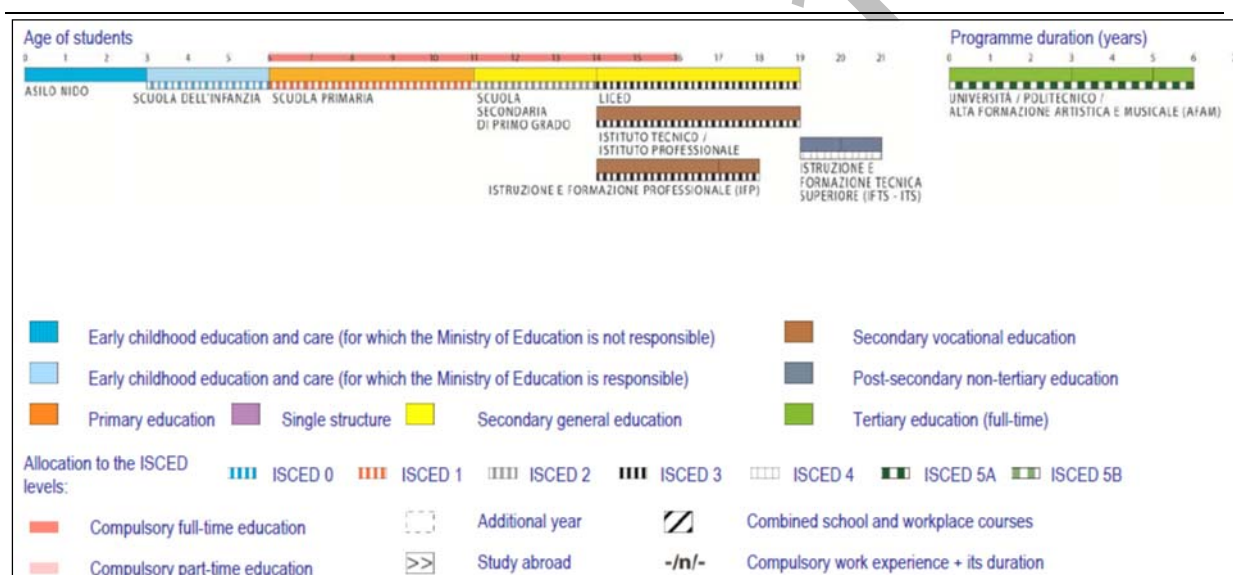 Age of students
Programme duration (years)
0 1 2 3 4 5 6 7 8 9 10 11 12 13 14 15 16 17 18 19 20 21
0 1 2 3 4 5 6 7
ASILO NIDO
SCUOLA DELL'INFANZIA
SCUOLA PRIMARIA
SCUOLA
SECONDARIA
DI PRIMO GRADO
LICEO
ISTITUTO TECNICO /
ISTITUTO PROFESSIONALE
ISTRUZIONE E FORMAZIONE PROFESSIONALE (IFP)
ISTRUZIONE E
FORMAZIONE TECNICA
SUPERIORE (IFTS - ITS)
UNIVERSITÀ / POLITECNICO /
ALTA FORMAZIONE ARTISTICA E MUSICALE (AFAM)
Early childhood education and care (for which the Ministry of Education is not responsible)
Secondary vocational education
Early childhood education and care (for which the Ministry of Education is responsible)
Post-secondary non-tertiary education
Primary education Single structure Secondary general education
Tertiary education (full-time)
Allocation to the ISCED
levels:
ISCED 0 ISCED 1 ISCED 2 ISCED 3 ISCED 4 ISCED 5A ISCED 5B
Compulsory full-time education
Additional year
Combined school and workplace courses
Compulsory part-time education
>> Study abroad
-/n/- Compulsory work experience + its duration